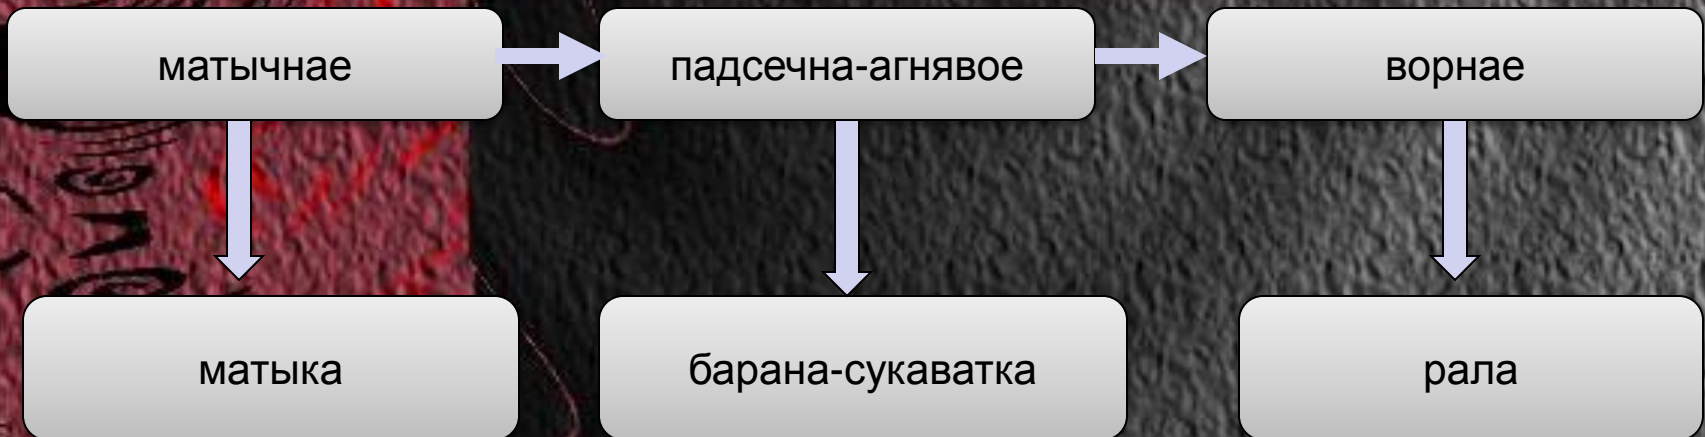 матычнае
падсечна-агнявое
ворнае
матыка
барана-сукаватка
рала